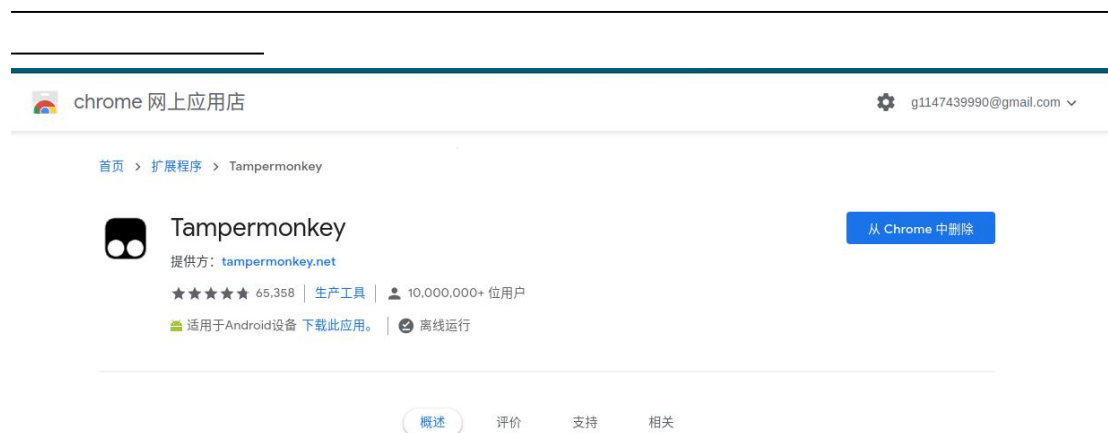 chrome 网上应用店
g1147439990@gmail.com
首页 > 扩展程序 > Tampermonkey
Tampermonkey
从 Chrome 中删除
提供方: tampermonkey.net
65,358 生产工具 10,000,000+ 位用户
适用于Android设备 下载此应用。 离线运行
概述 评价 支持 相关